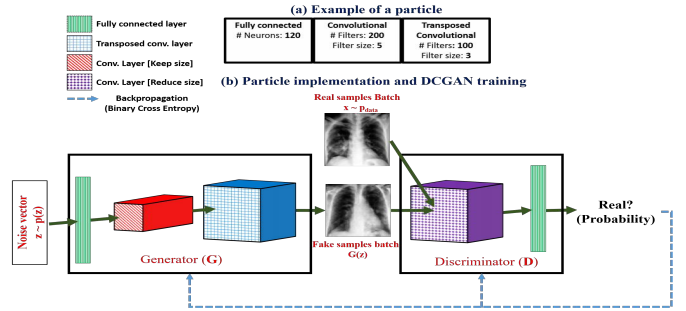 (a) Example of a particle
Fully connected layer
Transposed conv. layer
Conv. Layer [Keep size]
Conv. Layer [Reduce size]
Backpropagation
(Binary Cross Entropy)
Fully connected
# Neurons: 120
Convolutional
# Filters: 200
Filter size: 5
Transposed
Convolutional
# Filters: 100
Filter size: 3
(b) Particle implementation and DCGAN training
Real samples Batch
x ~ pdata
Noise vector
z ~ p(z)
Generator (G)
Fake samples batch
G(z)
Discriminator (D)
Real?
(Probability)